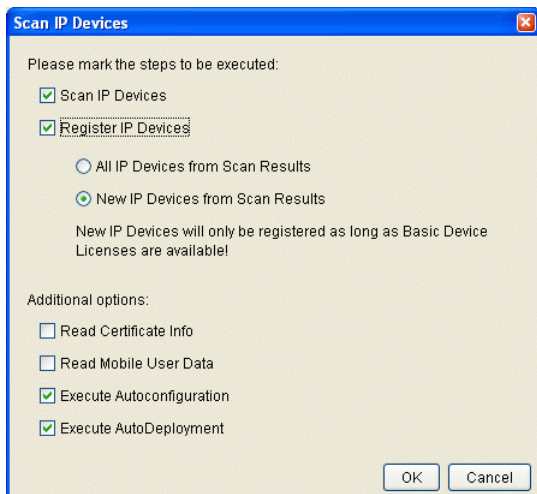 Scan IP Devices
Please mark the steps to be executed:
Scan IP Devices
Register IP Devices
All IP Devices from Scan Results
New IP Devices from Scan Results
New IP Devices will only be registered as long as Basic Device
Licenses are available!
Additional options:
Read Certificate Info
Read Mobile User Data
Execute Autoconfiguration
Execute AutoDeployment
OK Cancel